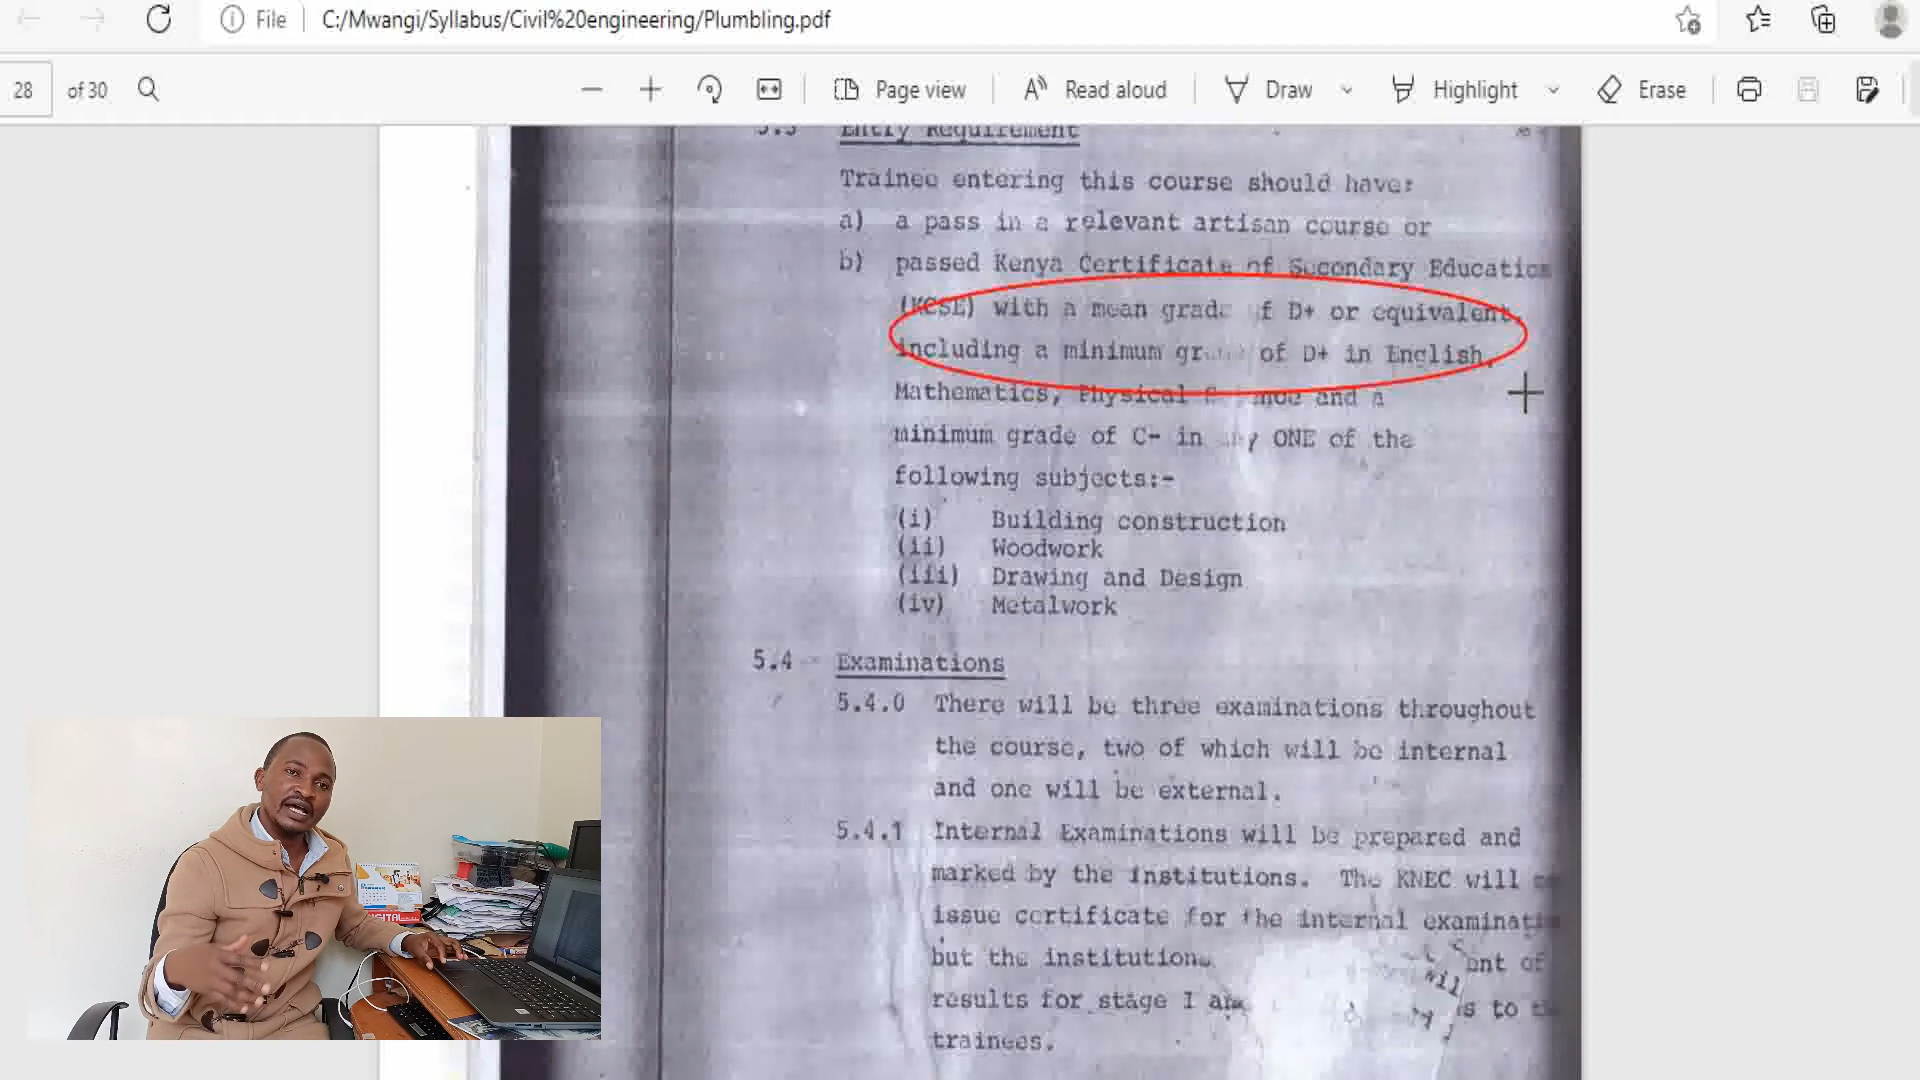 File
C:/Mwangi/Syllabus/Civil%20engineering/Plumbling.pdf
28 of 30
Page view
Read aloud
Draw
Highlight
Erase
Entry Requirement
Trainee entering this course should have:
a) a pass in a relevant artisan course or
b) passed Kenya Certificate of Secondary Education
(KCSE) with a mean grade of D+ or equivalent,
including a minimum grade of D+ in English,
Mathematics, Physical and a
minimum grade of C- in ONE of the
following subjects:-
(i) Building construction
(ii) Woodwork
(iii) Drawing and Design
(iv) Metalwork
5.4 Examinations
5.4.0 There will be three examinations throughout
the course, two of which will be internal
and one will be external.
5.4.1 Internal Examinations will be prepared and
marked by the institutions. The KNEC will
issue certificate for the internal
but the institutions
results for stage I
trainees.